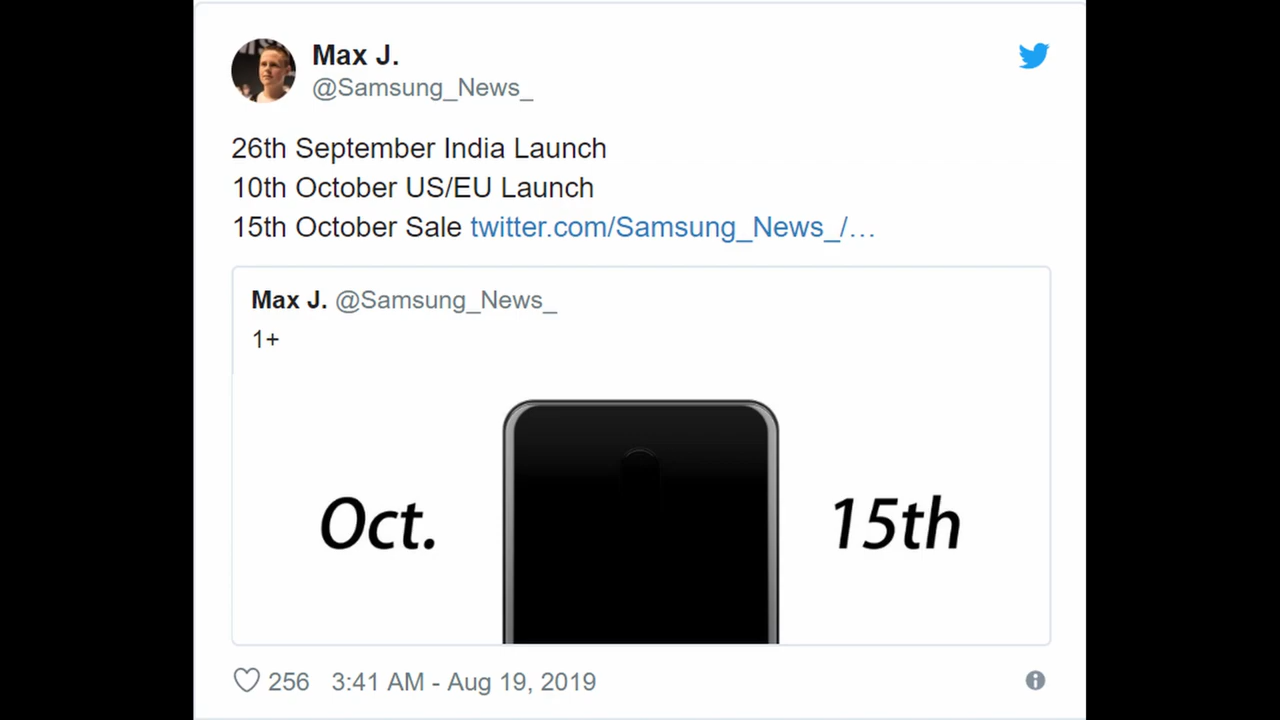 Max J.
@Samsung_News_
26th September India Launch
10th October US/EU Launch
15th October Sale twitter.com/Samsung_News_/…
Max J. @Samsung_News_
1+
Oct. 15th
256 3:41 AM - Aug 19, 2019